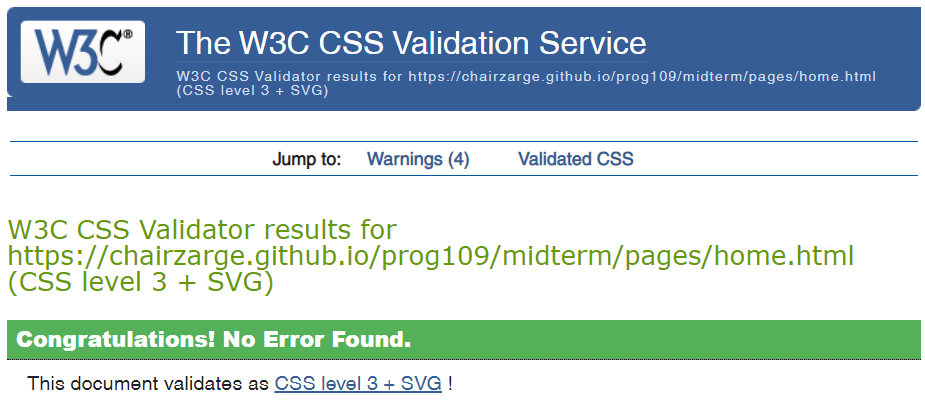 W3C®
The W3C CSS Validation Service
W3C CSS Validator results for https://chairzarge.github.io/prog109/midterm/pages/home.html
(CSS level 3 + SVG)
Jump to: Warnings (4) Validated CSS
W3C CSS Validator results for
https://chairzarge.github.io/prog109/midterm/pages/home.html
(CSS level 3 + SVG)
Congratulations! No Error Found.
This document validates as CSS level 3 + SVG !